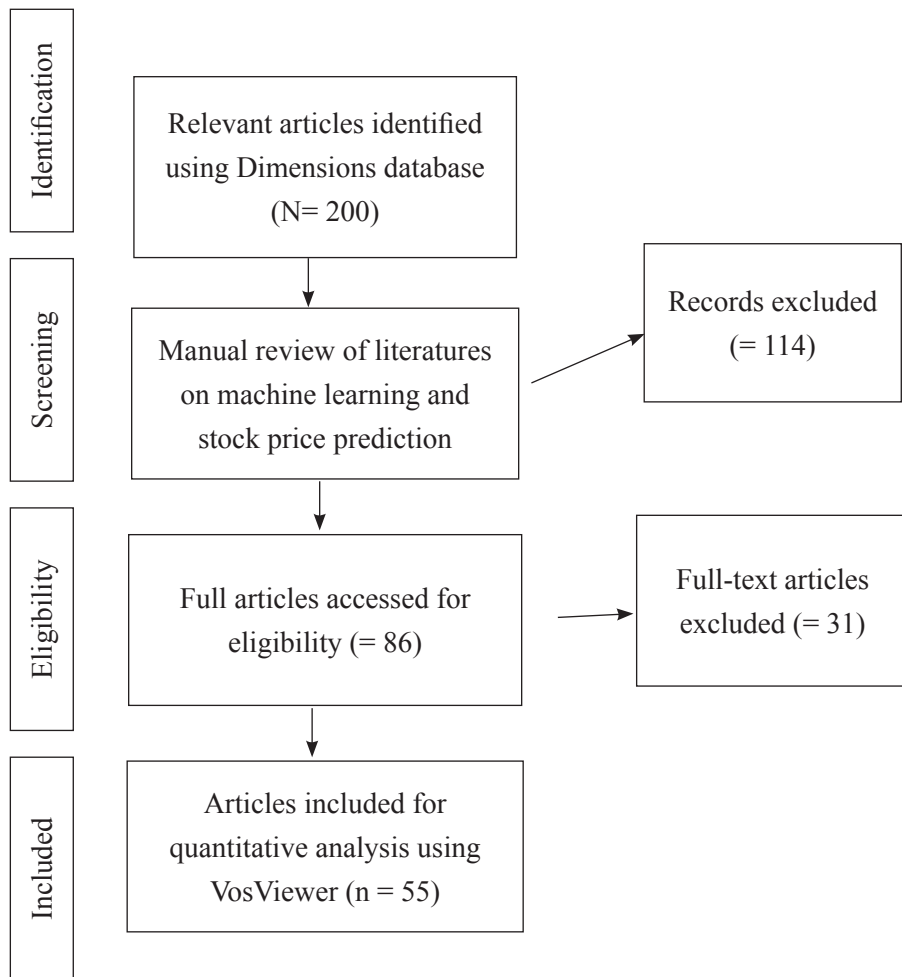 Identification
Relevant articles identified
using Dimensions database
(N= 200)
Screening
Manual review of literatures
on machine learning and
stock price prediction
Records excluded
(= 114)
Eligibility
Full articles accessed for
eligibility (= 86)
Full-text articles
excluded (= 31)
Included
Articles included for
quantitative analysis using
VosViewer (n = 55)